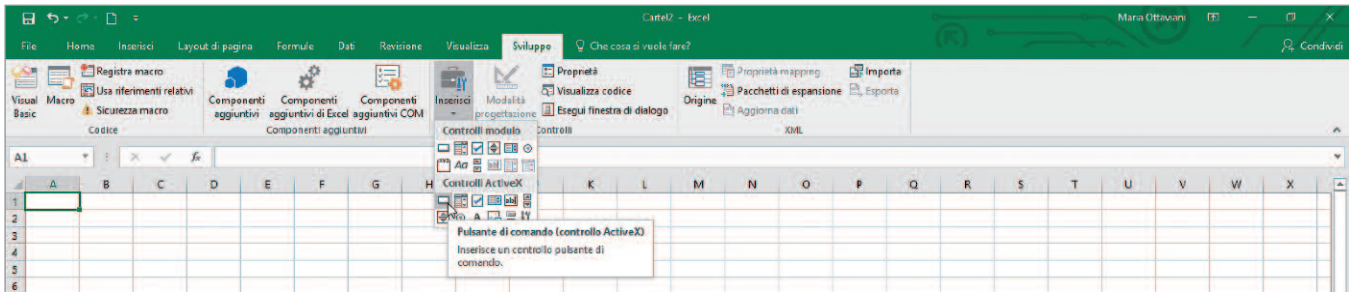 Cartel2 - Excel
Maria Ottaviani
File Home Inserisci Layout di pagina Formule Dati Revisione Visualizza Sviluppo Che cosa si vuole fare? Condividi
Visual Basic
Macro
Registra macro
Usa riferimenti relativi
Sicurezza macro
Codice
Componenti aggiuntivi
Componenti aggiuntivi di Excel
Componenti aggiuntivi COM
Componenti aggiuntivi
Inserisci
Modalità progettazione
Proprietà
Visualizza codice
Esegui finestra di dialogo
Controlli
Origine
Proprietà mapping
Pacchetti di espansione
Aggiorna dati
Importa
Esporta
XML
Controlli modulo
Aa
ab|
Controlli ActiveX
ab|
A
A1
fx
A B C D E F G H K L M N O P Q R S T U V W X
1
2
3
4
5
6
Pulsante di comando (controllo ActiveX)
Inserisce un controllo pulsante di
comando.